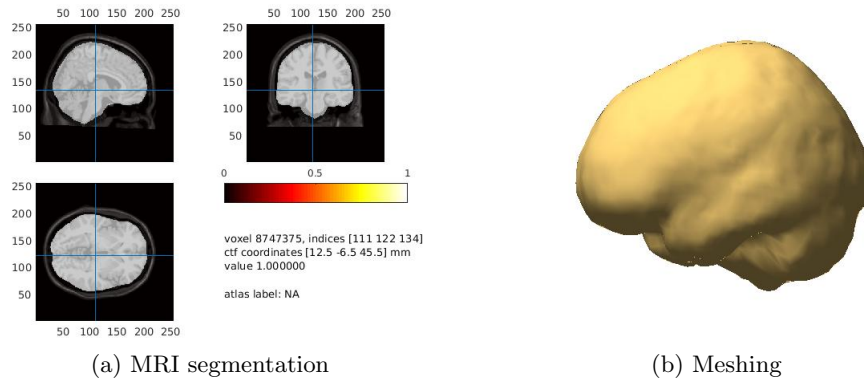 50 100 150 200 250
50 100 150 200 250
250
200
150
100
50
250
200
150
100
50
0 0.5 1
250
200
150
100
50
voxel 8747375, indices [111 122 134]
ctf coordinates [12.5 -6.5 45.5] mm
value 1.000000
atlas label: NA
50 100 150 200 250
(a) MRI segmentation
(b) Meshing